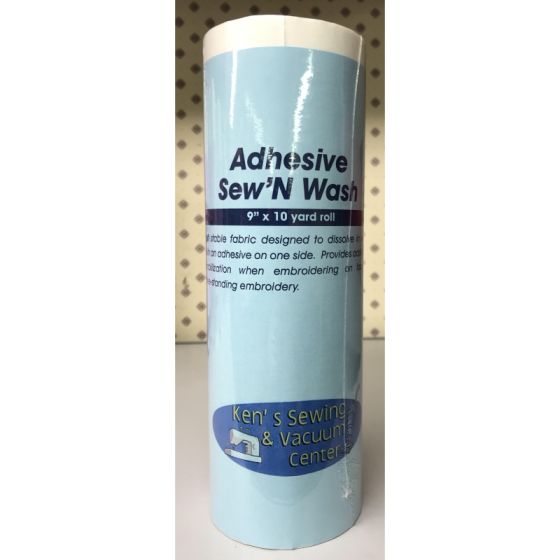 Adhesive
Sew'N Wash
9" x 10 yard roll
stable fabric designed to dissolve
an adhesive on one side. Provides
when embroidering on
embroidery.
Ken's Sewing
& Vacuum
Center